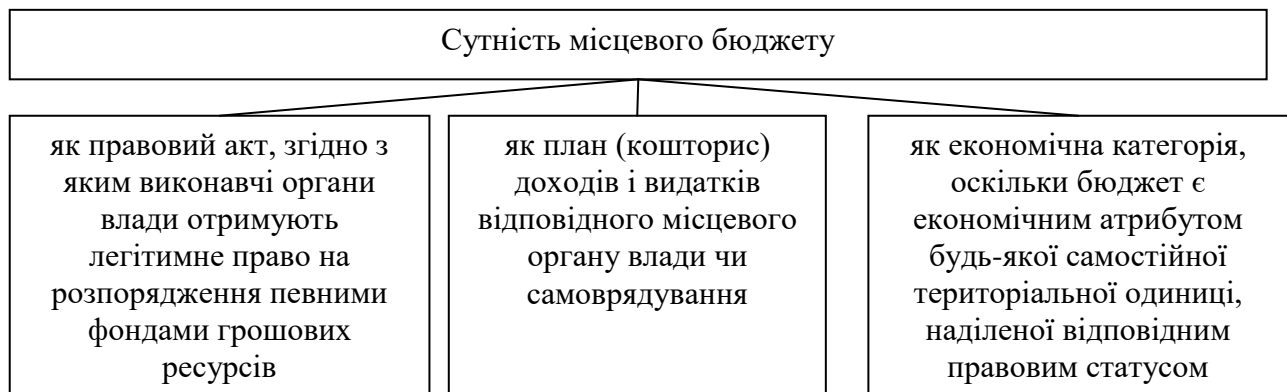 Сутність місцевого бюджету
як правовий акт, згідно з
яким виконавчі органи
влади отримують
легітимне право на
розпорядження певними
фондами грошових
ресурсів
як план (кошторис)
доходів і видатків
відповідного місцевого
органу влади чи
самоврядування
як економічна категорія,
оскільки бюджет є
економічним атрибутом
будь-якої самостійної
територіальної одиниці,
наділеної відповідним
правовим статусом